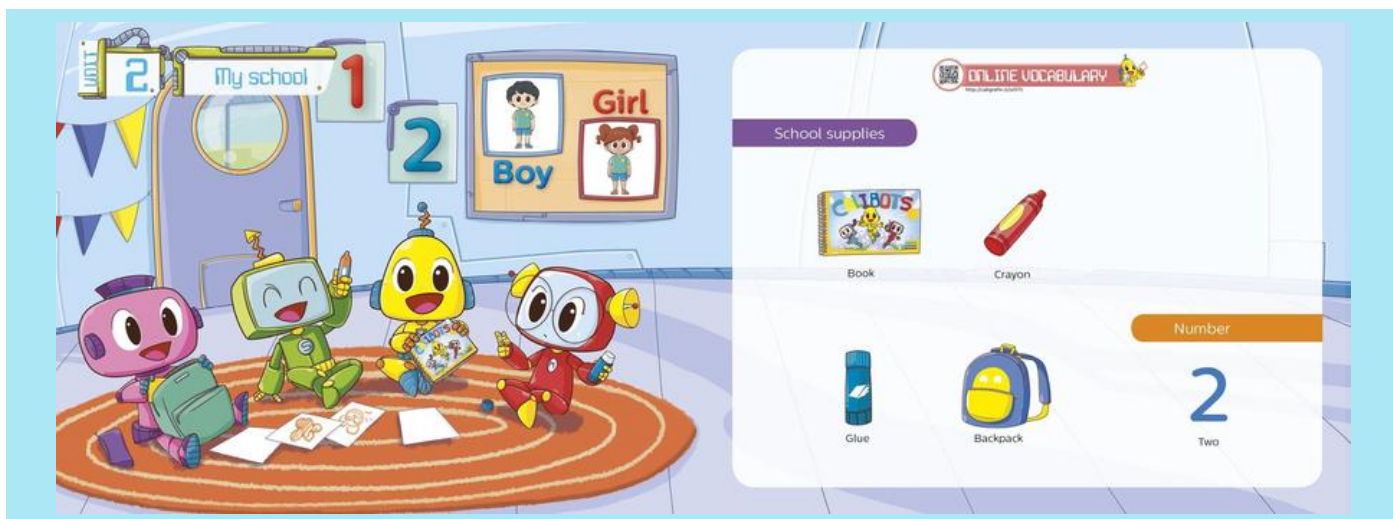 UNIT
2.
My school
1
2
Girl
Boy
ONLINE VOCABULARY
School supplies
CALIBOTS
Book
Crayon
Number
Glue
Backpack
2
Two
CALIBOTS